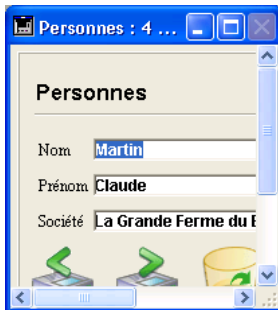 Personnes : 4 ...
Personnes
Nom Martin
Prénom Claude
Société La Grande Ferme du